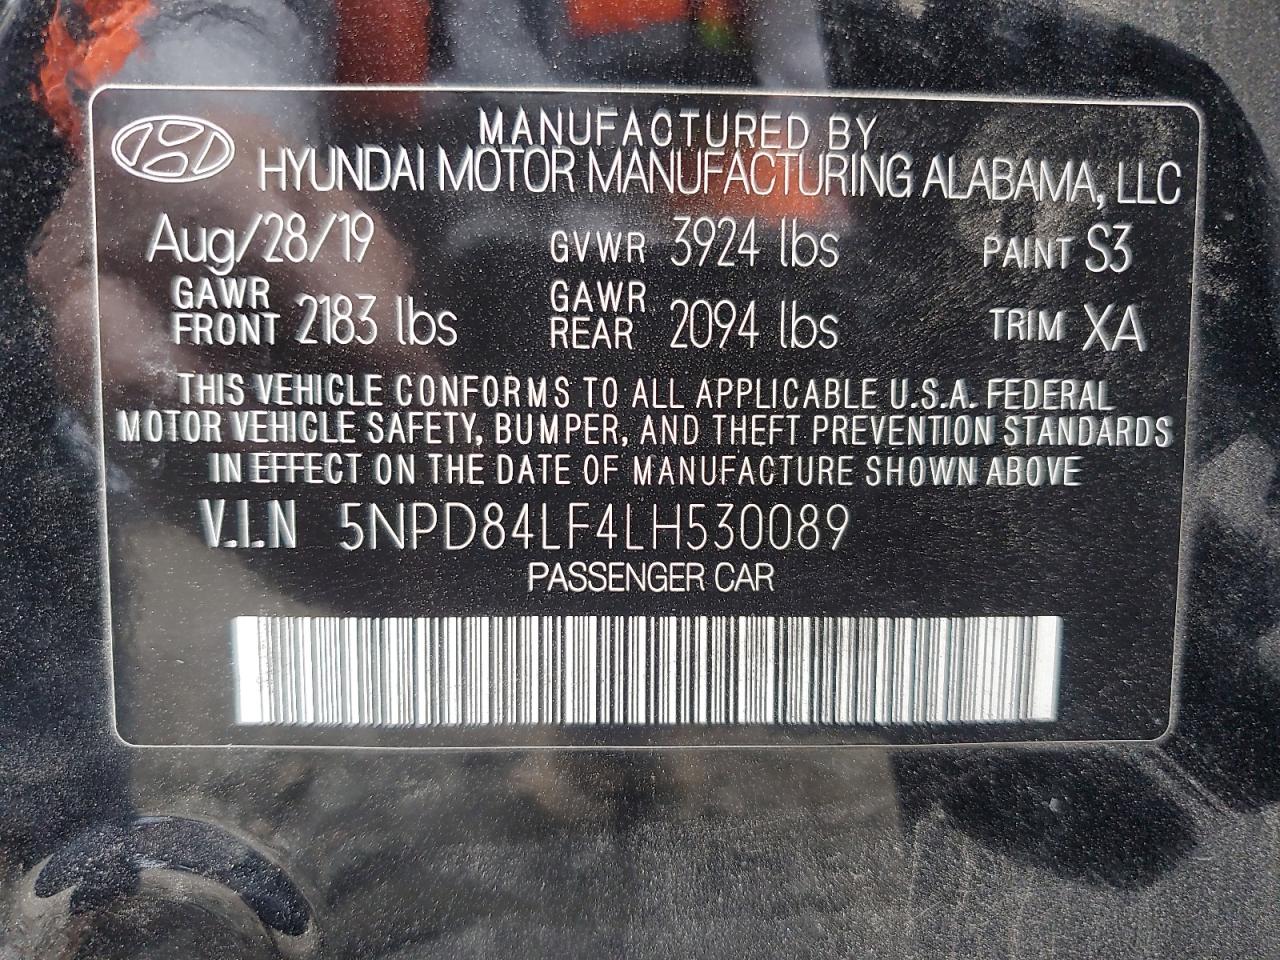 MANUFACTURED BY
HYUNDAI MOTOR MANUFACTURING ALABAMA, LLC
Aug/28/19 GVWR 3924 lbs PAINT S3
GAWR FRONT 2183 lbs GAWR REAR 2094 lbs TRIM XA
THIS VEHICLE CONFORMS TO ALL APPLICABLE U.S.A. FEDERAL
MOTOR VEHICLE SAFETY, BUMPER, AND THEFT PREVENTION STANDARDS
IN EFFECT ON THE DATE OF MANUFACTURE SHOWN ABOVE
V.I.N 5NPD84LF4LH530089
PASSENGER CAR